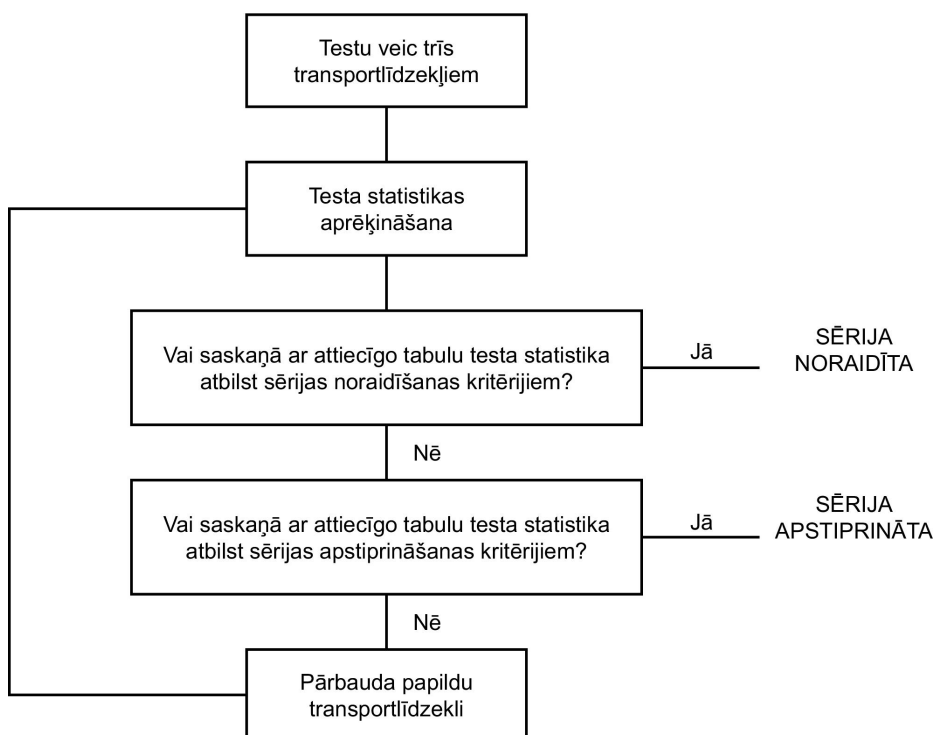 Testu veic trīs
transportlīdzekļiem
Testa statistikas
aprēķināšana
Vai saskaņā ar attiecīgo tabulu testa statistika
atbilst sērijas noraidīšanas kritērijiem?
Jā
SĒRIJA
NORAIDĪTA
Nē
Vai saskaņā ar attiecīgo tabulu testa statistika
atbilst sērijas apstiprināšanas kritērijiem?
Jā
SĒRIJA
APSTIPRINĀTA
Nē
Pārbauda papildu
transportlīdzekli